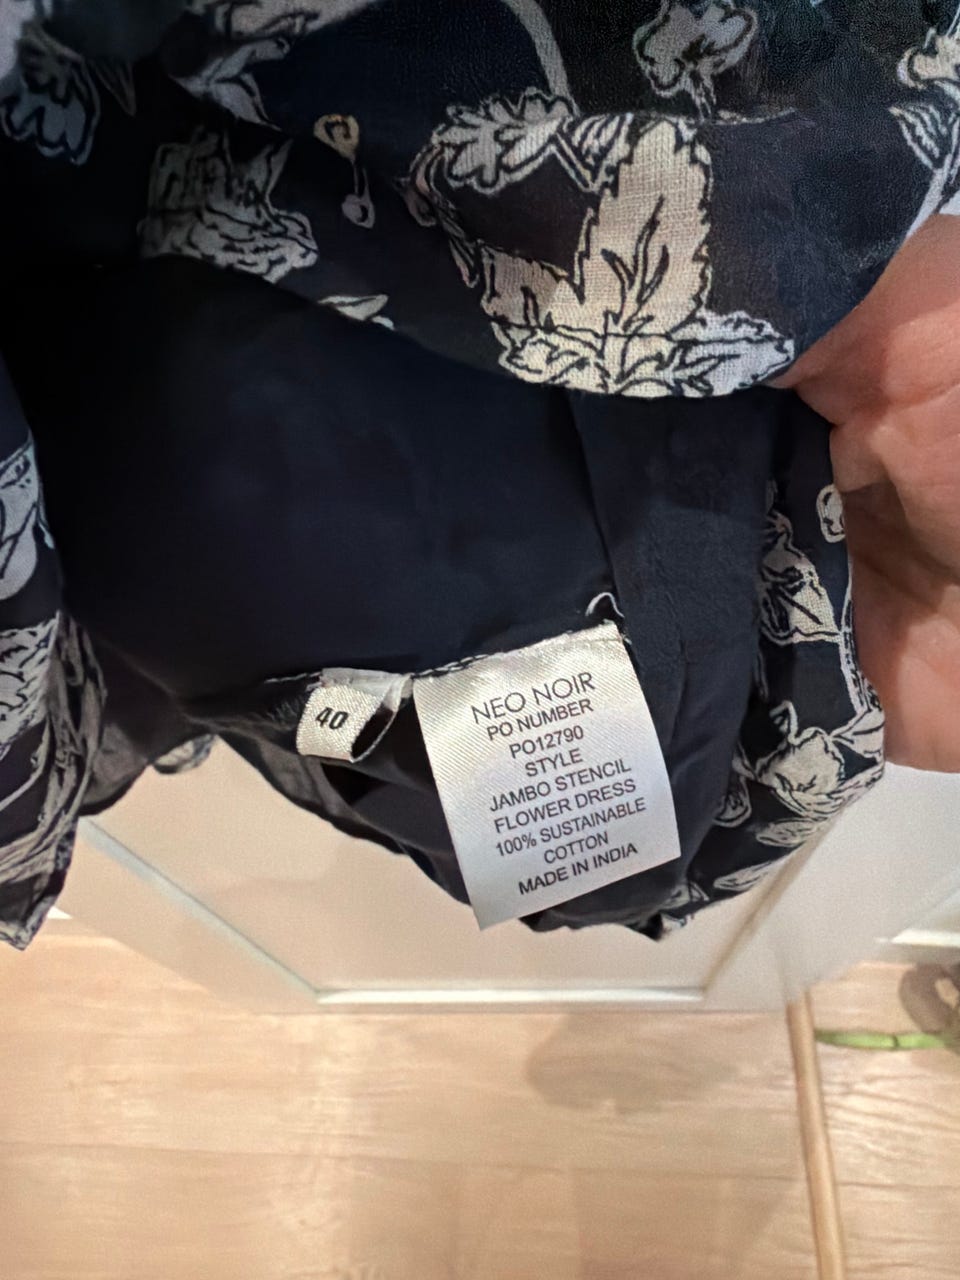 40
NEO NOIR
PO NUMBER
PO12790
STYLE
JAMBO STENCIL
FLOWER DRESS
100% SUSTAINABLE
COTTON
MADE IN INDIA